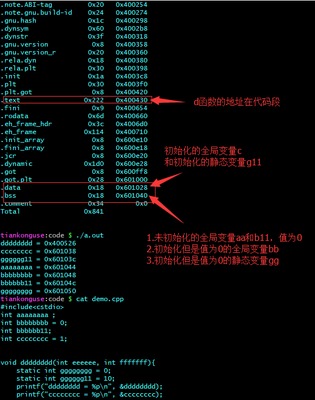 .note.ABI-tag 0x20 0x400254
.note.gnu.build-id 0x24 0x400274
.gnu.hash 0x1c 0x400298
.dynsym 0x60 0x4002b8
.dynstr 0x3f 0x400318
.gnu.version 0x8 0x400358
.gnu.version_r 0x20 0x400360
.rela.dyn 0x18 0x400380
.rela.plt 0x30 0x400398
.init 0x1a 0x4003c8
.plt 0x30 0x4003f0
.plt.got 0x8 0x400420
.text 0x222 0x400430
d函数的地址在代码段
.fini 0x9 0x400654
.rodata 0x6d 0x400660
.eh_frame_hdr 0x3c 0x4006d0
.eh_frame 0x114 0x400710
.init_array 0x8 0x600e10
.fini_array 0x8 0x600e18
.jcr 0x8 0x600e20
.dynamic 0x1d0 0x600e28
.got 0x8 0x600ff8
.got.plt 0x28 0x601000
初始化的全局变量c
和初始化的静态变量g11
.data 0x18 0x601028
.bss 0x18 0x601040
.comment 0x34 0x0
Total 0x841
1.未初始化的全局变量aa和b11，值为0
2.初始化但是值为0的全局变量bb
3.初始化但是值为0的静态变量gg
tiankonguse:code $ ./a.out
dddddddd = 0x400526
cccccccc = 0x601038
gggggg11 = 0x60103c
aaaaaaaa = 0x601044
bbbbbbbb = 0x601048
bbbbbb11 = 0x60104c
gggggggg = 0x601050
tiankonguse:code $ cat demo.cpp
#include<cstdio>
int aaaaaaaa ;
int bbbbbbbb = 0;
int bbbbbb11;
int cccccccc = 1;
void dddddddd(int eeeeee, int fffffff){
static int gggggggg = 0;
static int gggggg11 = 10;
printf("dddddddd = %p\n", &dddddddd);
printf("cccccccc = %p\n", &cccccccc);